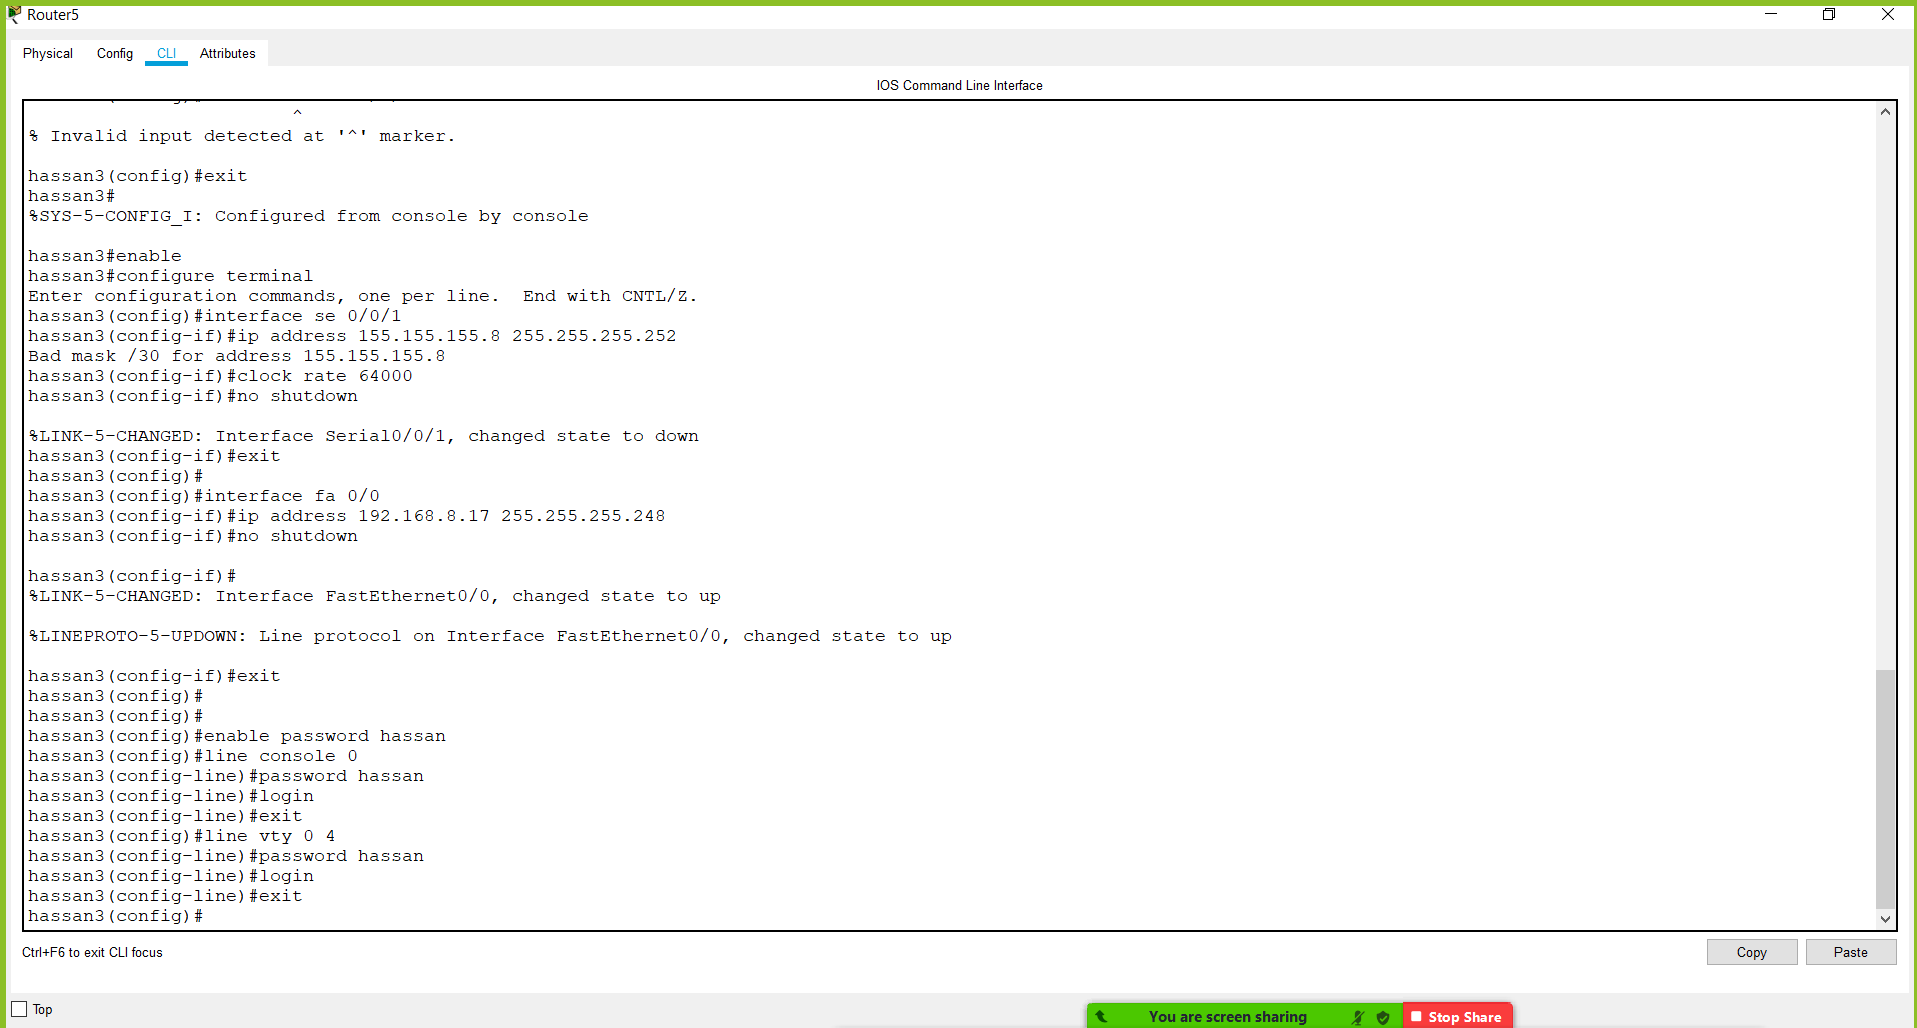 Router5
Physical Config CLI Attributes
IOS Command Line Interface
^
% Invalid input detected at '^' marker.
hassan3(config)#exit
hassan3#
%SYS-5-CONFIG_I: Configured from console by console
hassan3#enable
hassan3#configure terminal
Enter configuration commands, one per line.  End with CNTL/Z.
hassan3(config)#interface se 0/0/1
hassan3(config-if)#ip address 155.155.155.8 255.255.255.252
Bad mask /30 for address 155.155.155.8
hassan3(config-if)#clock rate 64000
hassan3(config-if)#no shutdown
%LINK-5-CHANGED: Interface Serial0/0/1, changed state to down
hassan3(config-if)#exit
hassan3(config)#
hassan3(config)#interface fa 0/0
hassan3(config-if)#ip address 192.168.8.17 255.255.255.248
hassan3(config-if)#no shutdown
hassan3(config-if)#
%LINK-5-CHANGED: Interface FastEthernet0/0, changed state to up
%LINEPROTO-5-UPDOWN: Line protocol on Interface FastEthernet0/0, changed state to up
hassan3(config-if)#exit
hassan3(config)#
hassan3(config)#
hassan3(config)#enable password hassan
hassan3(config)#line console 0
hassan3(config-line)#password hassan
hassan3(config-line)#login
hassan3(config-line)#exit
hassan3(config)#line vty 0 4
hassan3(config-line)#password hassan
hassan3(config-line)#login
hassan3(config-line)#exit
hassan3(config)#
Ctrl+F6 to exit CLI focus
Copy Paste
Top
You are screen sharing Stop Share